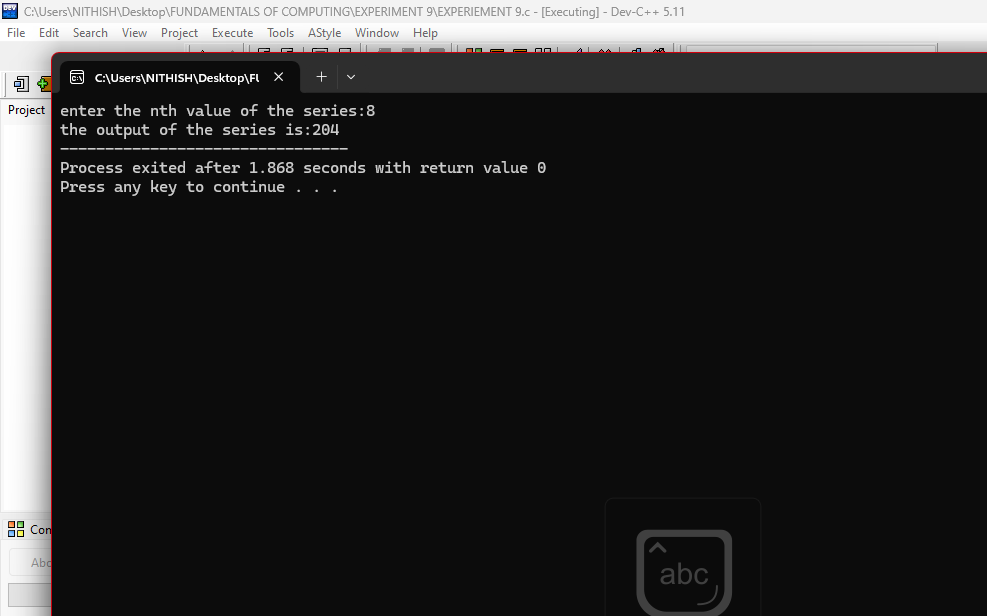 C:\Users\NITHISH\Desktop\FUNDAMENTALS OF COMPUTING\EXPERIMENT 9\EXPERIEMENT 9.c - [Executing] - Dev-C++ 5.11
File Edit Search View Project Execute Tools AStyle Window Help
C:\Users\NITHISH\Desktop\FU
Project
enter the nth value of the series:8
the output of the series is:204
--------------------------------
Process exited after 1.868 seconds with return value 0
Press any key to continue . . .
Con
Abo
abc